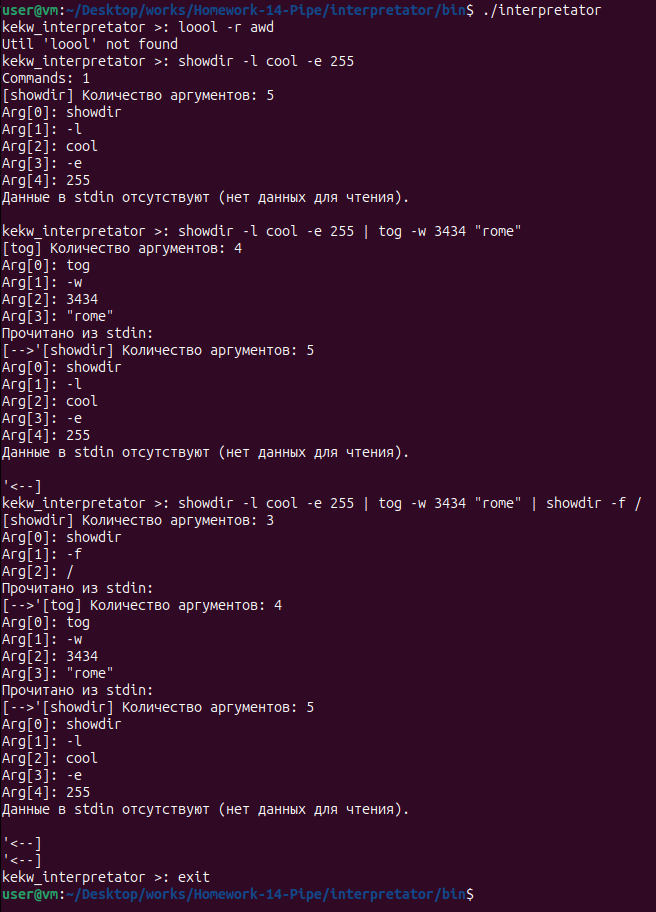 user@vm:~/Desktop/works/Homework-14-Pipe/interpretator/bin$ ./interpretator
kekw_interpretator >: loool -r awd
Util 'loool' not found
kekw_interpretator >: showdir -l cool -e 255
Commands: 1
[showdir] Количество аргументов: 5
Arg[0]: showdir
Arg[1]: -l
Arg[2]: cool
Arg[3]: -e
Arg[4]: 255
Данные в stdin отсутствуют (нет данных для чтения).
kekw_interpretator >: showdir -l cool -e 255 | tog -w 3434 "rome"
[tog] Количество аргументов: 4
Arg[0]: tog
Arg[1]: -w
Arg[2]: 3434
Arg[3]: "rome"
Прочитано из stdin:
[-->'[showdir] Количество аргументов: 5
Arg[0]: showdir
Arg[1]: -l
Arg[2]: cool
Arg[3]: -e
Arg[4]: 255
Данные в stdin отсутствуют (нет данных для чтения).
'<--]
kekw_interpretator >: showdir -l cool -e 255 | tog -w 3434 "rome" | showdir -f /
[showdir] Количество аргументов: 3
Arg[0]: showdir
Arg[1]: -f
Arg[2]: /
Прочитано из stdin:
[-->'[tog] Количество аргументов: 4
Arg[0]: tog
Arg[1]: -w
Arg[2]: 3434
Arg[3]: "rome"
Прочитано из stdin:
[-->'[showdir] Количество аргументов: 5
Arg[0]: showdir
Arg[1]: -l
Arg[2]: cool
Arg[3]: -e
Arg[4]: 255
Данные в stdin отсутствуют (нет данных для чтения).
'<--]
'<--]
kekw_interpretator >: exit
user@vm:~/Desktop/works/Homework-14-Pipe/interpretator/bin$